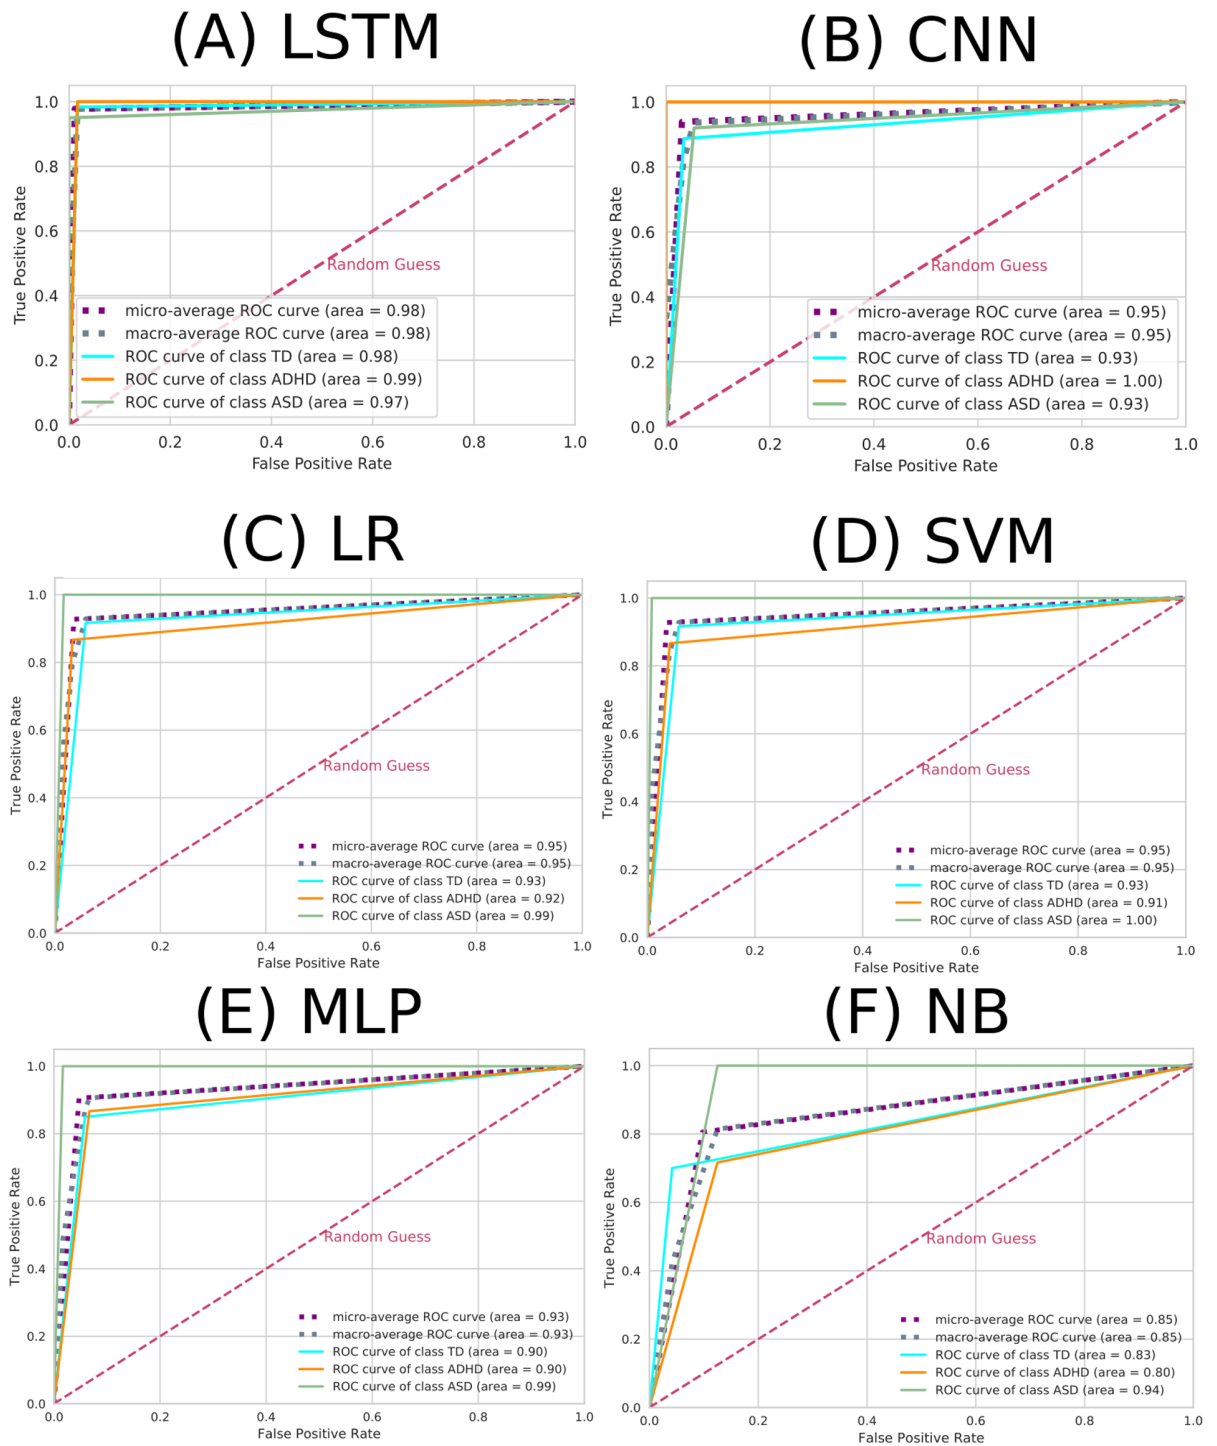 (A) LSTM
1.0
0.8
0.6
0.4
0.2
0.0
True Positive Rate
Random Guess
micro-average ROC curve (area = 0.98)
macro-average ROC curve (area = 0.98)
ROC curve of class TD (area = 0.98)
ROC curve of class ADHD (area = 0.99)
ROC curve of class ASD (area = 0.97)
0.0 0.2 0.4 0.6 0.8 1.0
False Positive Rate
(B) CNN
1.0
0.8
0.6
0.4
0.2
0.0
True Positive Rate
Random Guess
micro-average ROC curve (area = 0.95)
macro-average ROC curve (area = 0.95)
ROC curve of class TD (area = 0.93)
ROC curve of class ADHD (area = 1.00)
ROC curve of class ASD (area = 0.93)
0.0 0.2 0.4 0.6 0.8 1.0
False Positive Rate
(C) LR
1.0
0.8
0.6
0.4
0.2
0.0
True Positive Rate
Random Guess
micro-average ROC curve (area = 0.95)
macro-average ROC curve (area = 0.95)
ROC curve of class TD (area = 0.93)
ROC curve of class ADHD (area = 0.92)
ROC curve of class ASD (area = 0.99)
0.0 0.2 0.4 0.6 0.8 1.0
False Positive Rate
(D) SVM
1.0
0.8
0.6
0.4
0.2
0.0
True Positive Rate
Random Guess
micro-average ROC curve (area = 0.95)
macro-average ROC curve (area = 0.95)
ROC curve of class TD (area = 0.93)
ROC curve of class ADHD (area = 0.91)
ROC curve of class ASD (area = 1.00)
0.0 0.2 0.4 0.6 0.8 1.0
False Positive Rate
(E) MLP
1.0
0.8
0.6
0.4
0.2
0.0
True Positive Rate
Random Guess
micro-average ROC curve (area = 0.93)
macro-average ROC curve (area = 0.93)
ROC curve of class TD (area = 0.90)
ROC curve of class ADHD (area = 0.90)
ROC curve of class ASD (area = 0.99)
0.0 0.2 0.4 0.6 0.8 1.0
False Positive Rate
(F) NB
1.0
0.8
0.6
0.4
0.2
0.0
True Positive Rate
Random Guess
micro-average ROC curve (area = 0.85)
macro-average ROC curve (area = 0.85)
ROC curve of class TD (area = 0.83)
ROC curve of class ADHD (area = 0.80)
ROC curve of class ASD (area = 0.94)
0.0 0.2 0.4 0.6 0.8 1.0
False Positive Rate